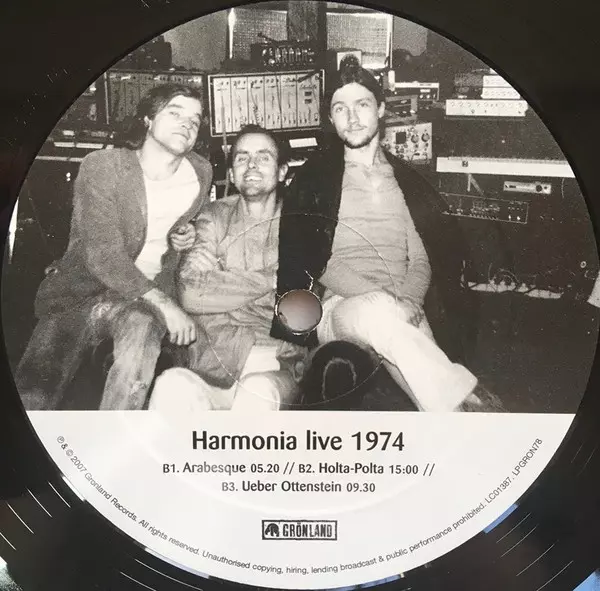 Harmonia live 1974
B1. Arabesque 05.20 // B2. Holta-Polta 15:00 //
B3. Ueber Ottenstein 09.30
GRÖNLAND
℗ & © 2007 Grönland Records. All rights reserved. Unauthorised copying, hiring, lending broadcast & public performance prohibited. LC01387. LPGRON78